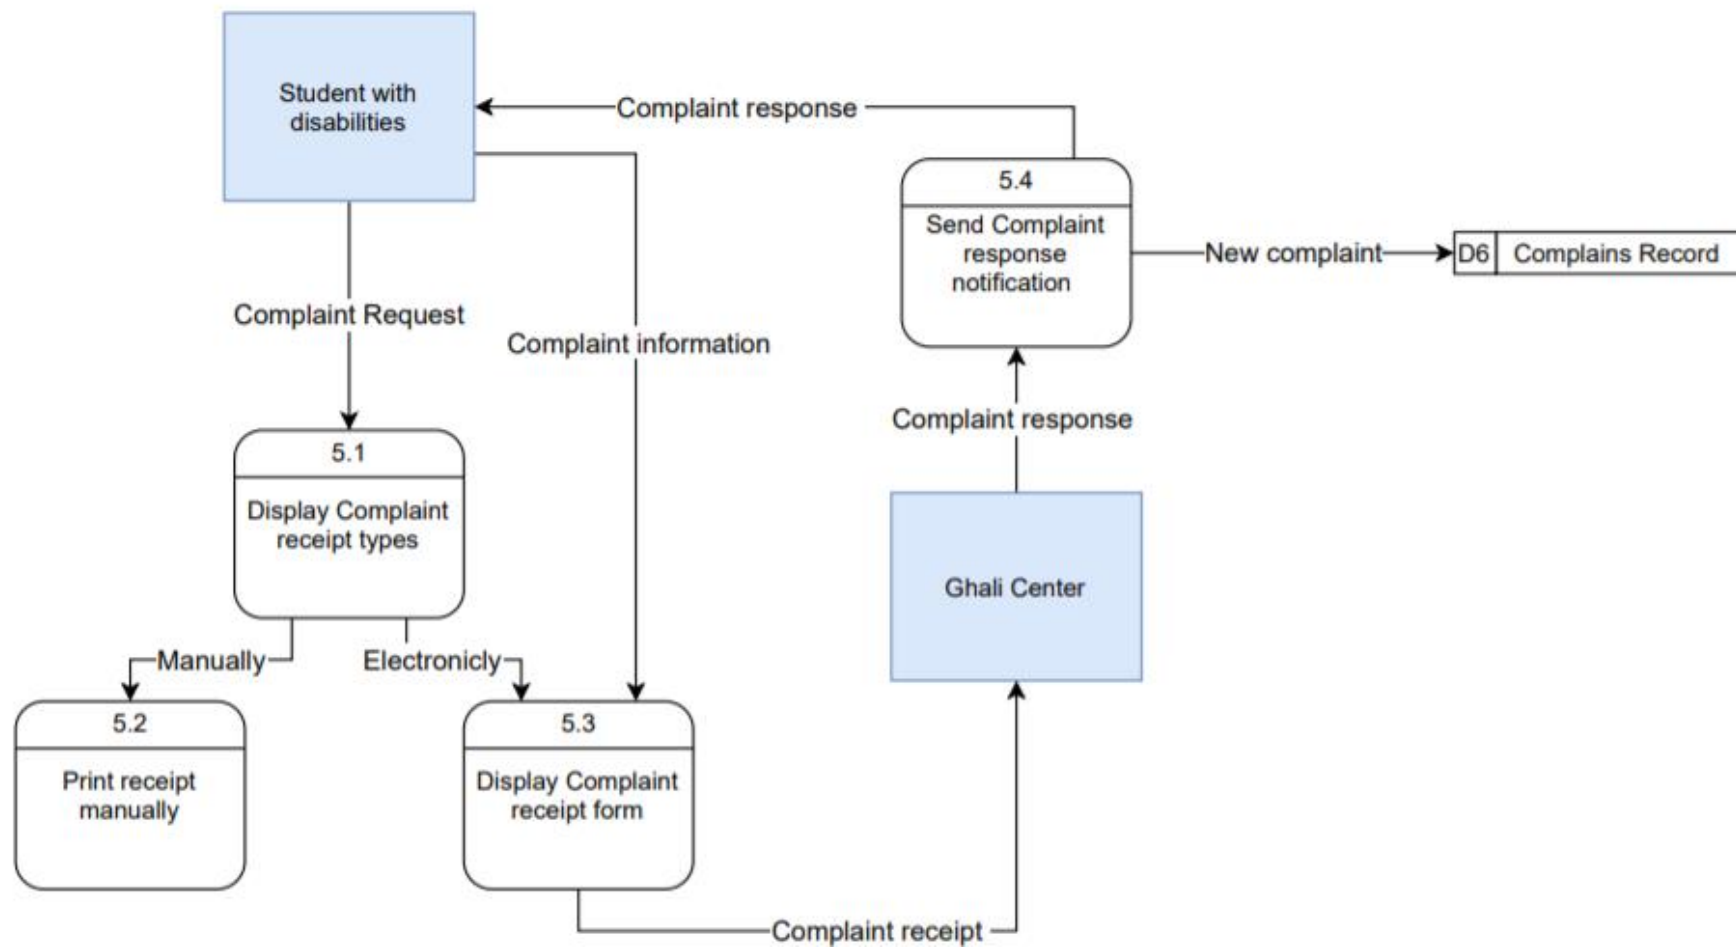 Student with
disabilities
Complaint response
5.4
Send Complaint
response
notification
New complaint
D6
Complains Record
Complaint Request
Complaint information
Complaint response
5.1
Display Complaint
receipt types
Ghali Center
Manually
Electronicly
5.2
Print receipt
manually
5.3
Display Complaint
receipt form
Complaint receipt